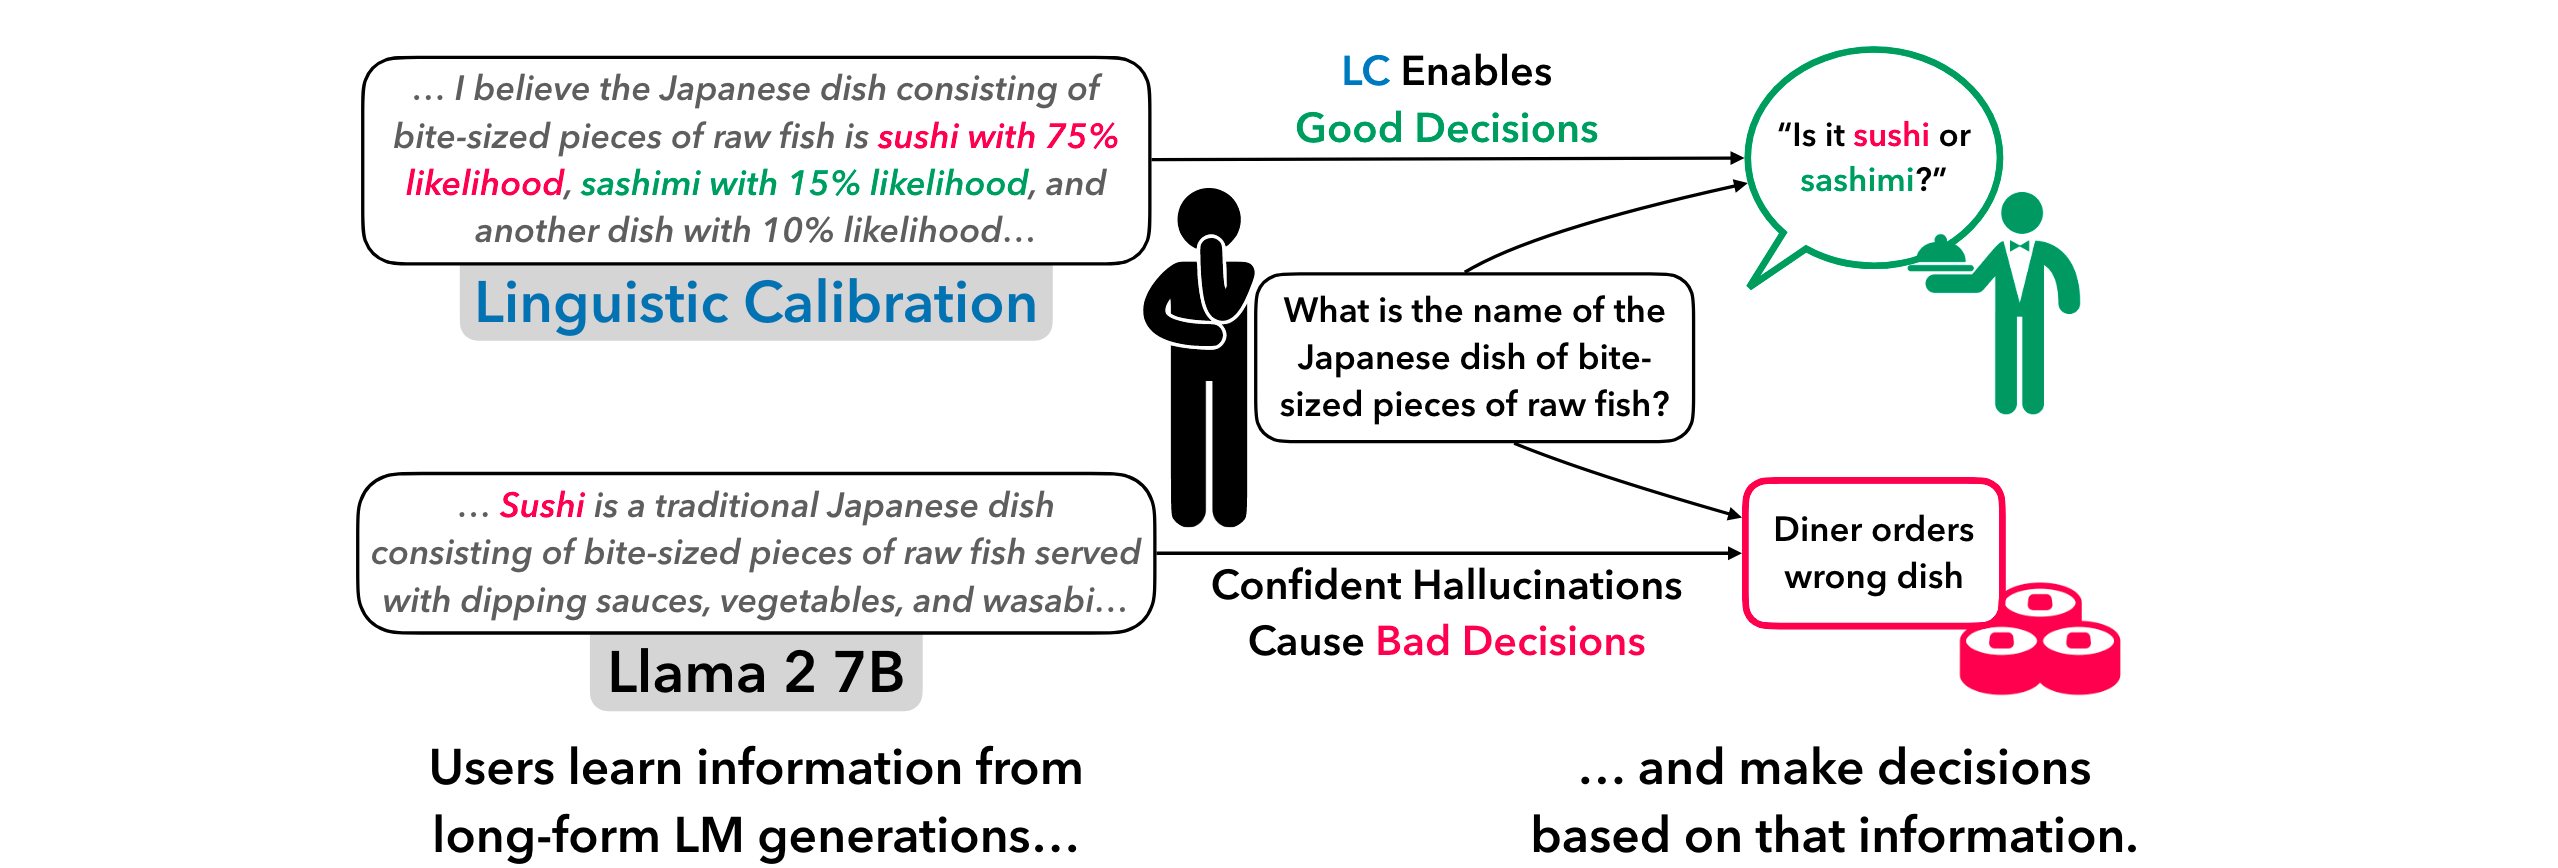 … I believe the Japanese dish consisting of
bite-sized pieces of raw fish is sushi with 75%
likelihood, sashimi with 15% likelihood, and
another dish with 10% likelihood…
Linguistic Calibration
LC Enables
Good Decisions
“Is it sushi or
sashimi?”
What is the name of the
Japanese dish of bite-
sized pieces of raw fish?
… Sushi is a traditional Japanese dish
consisting of bite-sized pieces of raw fish served
with dipping sauces, vegetables, and wasabi…
Llama 2 7B
Confident Hallucinations
Cause Bad Decisions
Diner orders
wrong dish
Users learn information from
long-form LM generations…
… and make decisions
based on that information.